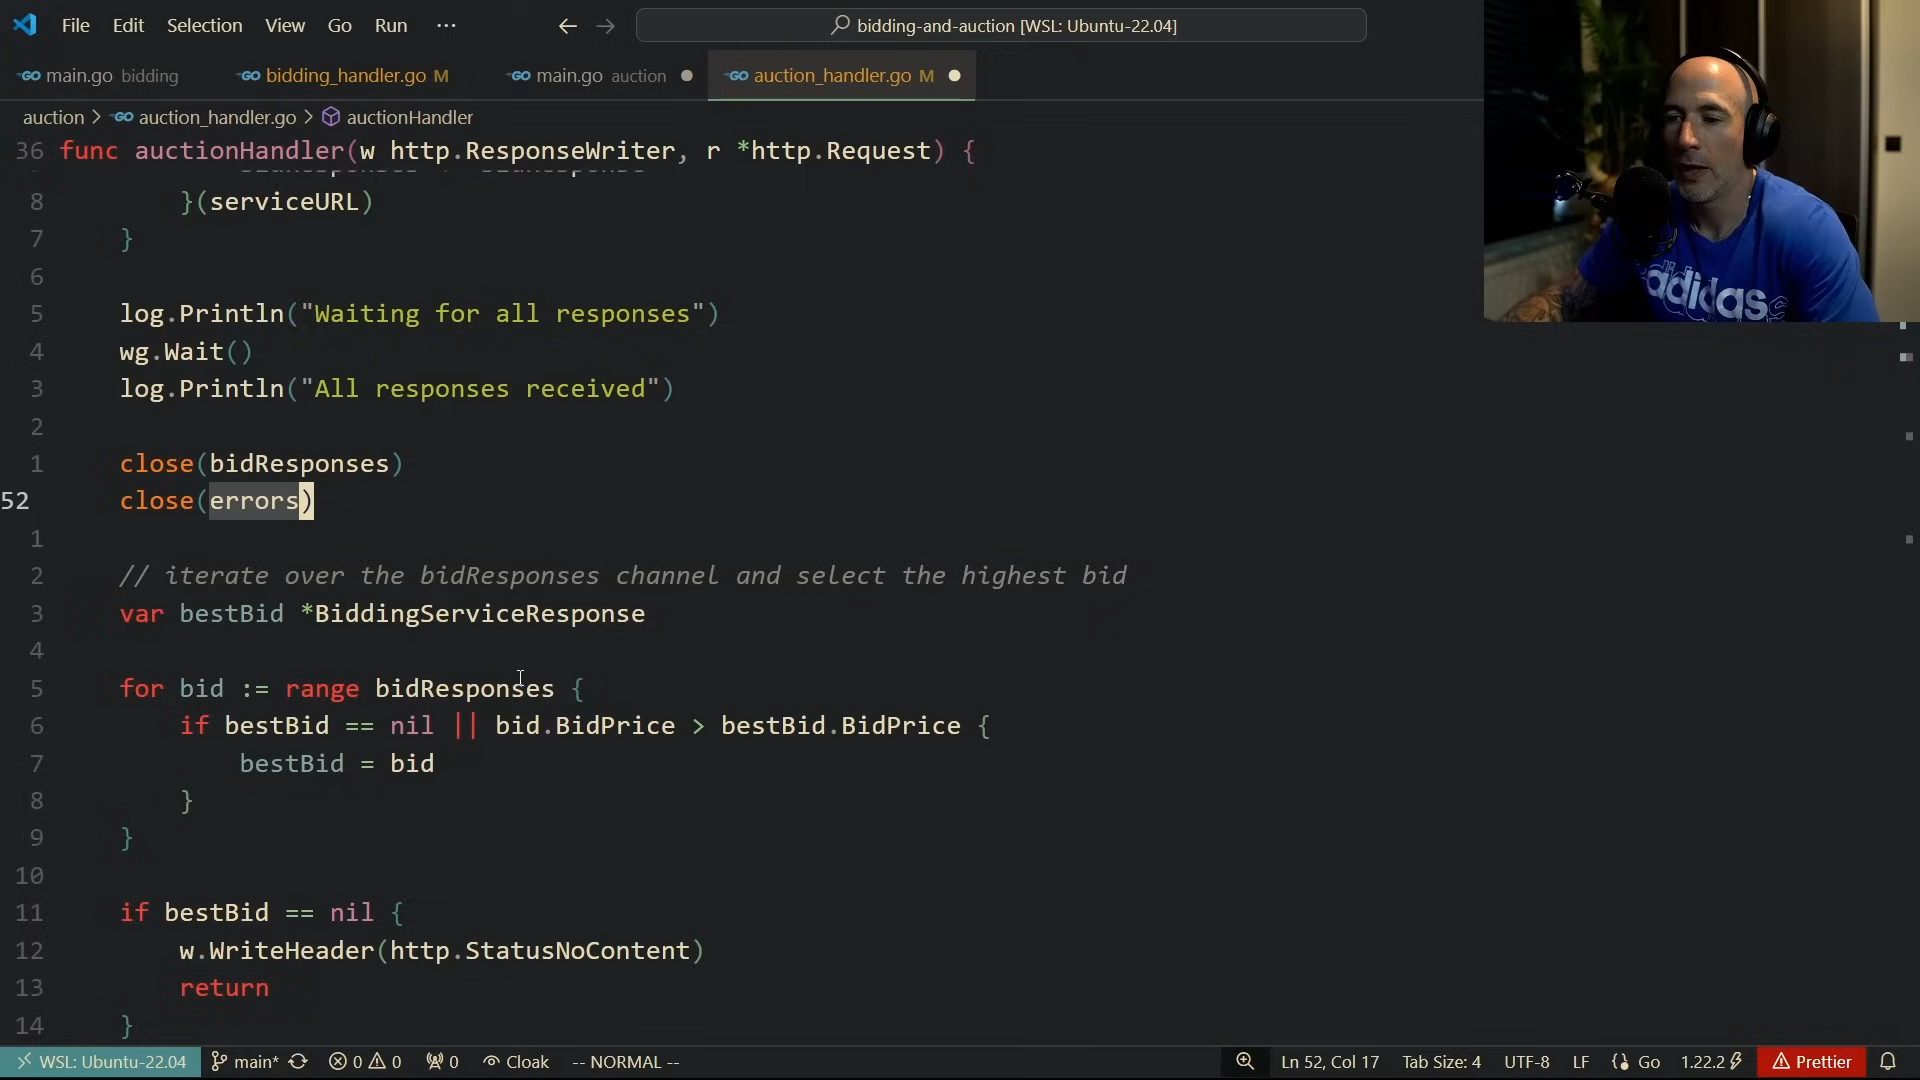 File Edit Selection View Go Run ··· ← → bidding-and-auction [WSL: Ubuntu-22.04]
main.go bidding bidding_handler.go M main.go auction auction_handler.go M
auction > auction_handler.go > auctionHandler
36 func auctionHandler(w http.ResponseWriter, r *http.Request) {
8 }(serviceURL)
7 }
6
5 log.Println("Waiting for all responses")
4 wg.Wait()
3 log.Println("All responses received")
2
1 close(bidResponses)
52 close(errors)
1
2 // iterate over the bidResponses channel and select the highest bid
3 var bestBid *BiddingServiceResponse
4
5 for bid := range bidResponses {
6 if bestBid == nil || bid.BidPrice > bestBid.BidPrice {
7 bestBid = bid
8 }
9 }
10
11 if bestBid == nil {
12 w.WriteHeader(http.StatusNoContent)
13 return
14 }
adidas
WSL: Ubuntu-22.04 main* 0 0 0 Cloak -- NORMAL -- Ln 52, Col 17 Tab Size: 4 UTF-8 LF Go 1.22.2 Prettier